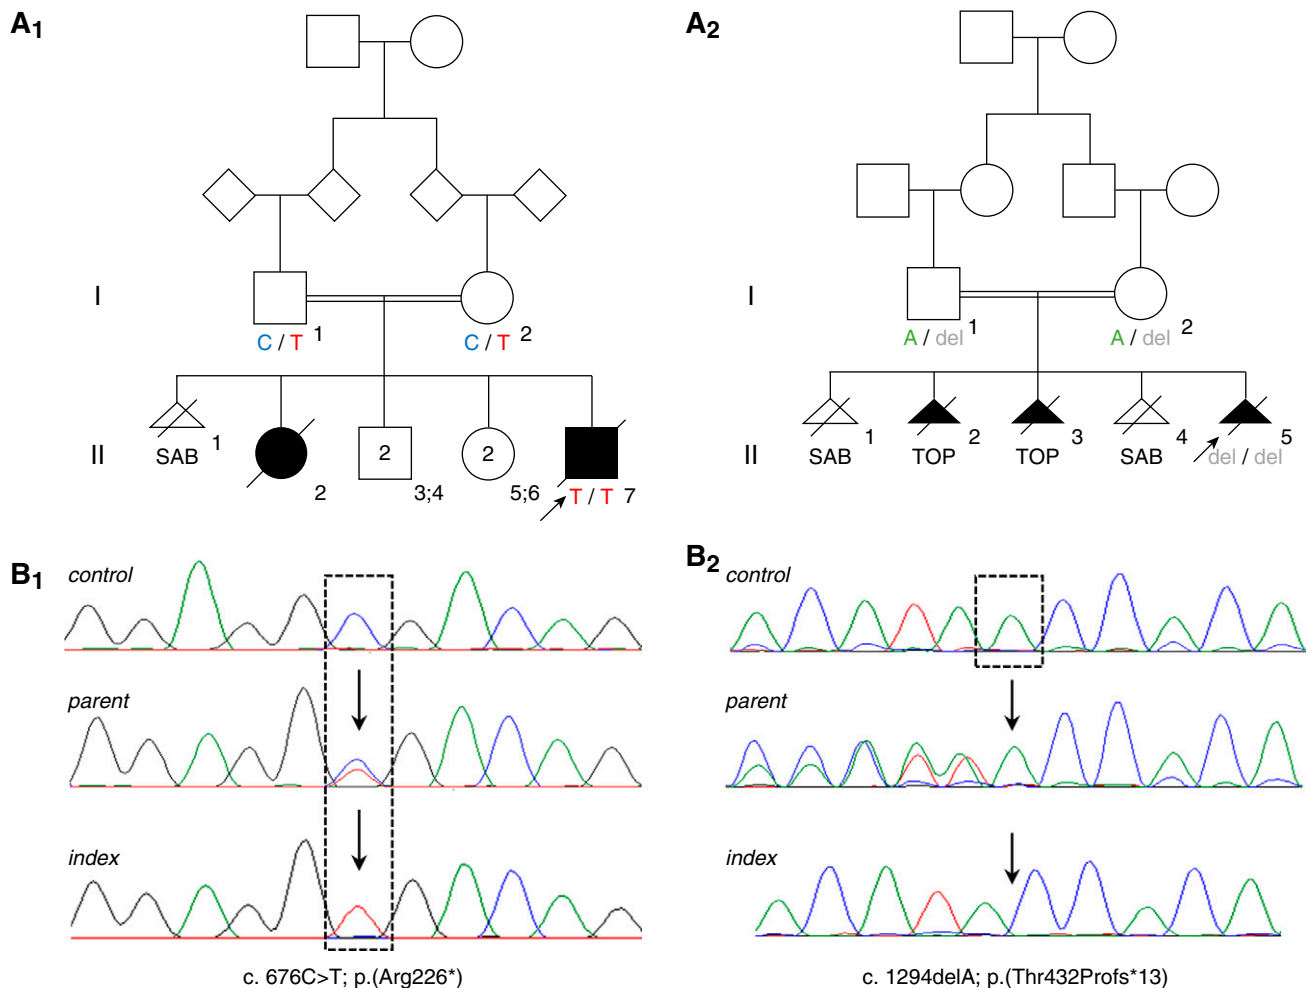 A1
I
C / T 1
C / T 2
II
SAB 1
2
2
3;4
2
5;6
T / T 7
A2
I
A / del 1
A / del 2
II
SAB 1
TOP 2
TOP 3
SAB 4
del / del 5
B1
control
parent
index
c. 676C>T; p.(Arg226*)
B2
control
parent
index
c. 1294delA; p.(Thr432Profs*13)